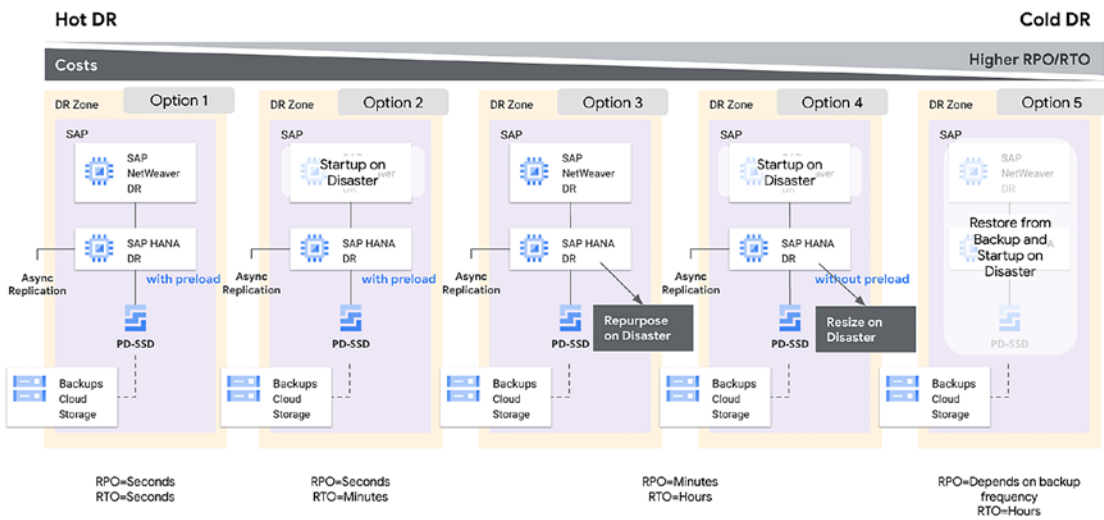 Hot DR
Cold DR
Higher RPO/RTO
Costs
DR Zone
Option 1
SAP
SAP
NetWeaver
DR
SAP HANA
DR
Async
Replication
with preload
PD-SSD
Backups
Cloud
Storage
RPO=Seconds
RTO=Seconds
DR Zone
Option 2
SAP
Startup on
Disaster
SAP HANA
DR
Async
Replication
with preload
PD-SSD
Backups
Cloud
Storage
RPO=Seconds
RTO=Minutes
DR Zone
Option 3
SAP
SAP
NetWeaver
DR
SAP HANA
DR
Async
Replication
Repurpose
on Disaster
PD-SSD
Backups
Cloud
Storage
DR Zone
Option 4
SAP
Startup on
Disaster
SAP HANA
DR
Async
Replication
without preload
Resize on
Disaster
PD-SSD
Backups
Cloud
Storage
RPO=Minutes
RTO=Hours
DR Zone
Option 5
SAP
SAP
NetWeaver
DR
Restore from
Backup and
Startup on
Disaster
PD-SSD
Backups
Cloud
Storage
RPO=Depends on backup
frequency
RTO=Hours